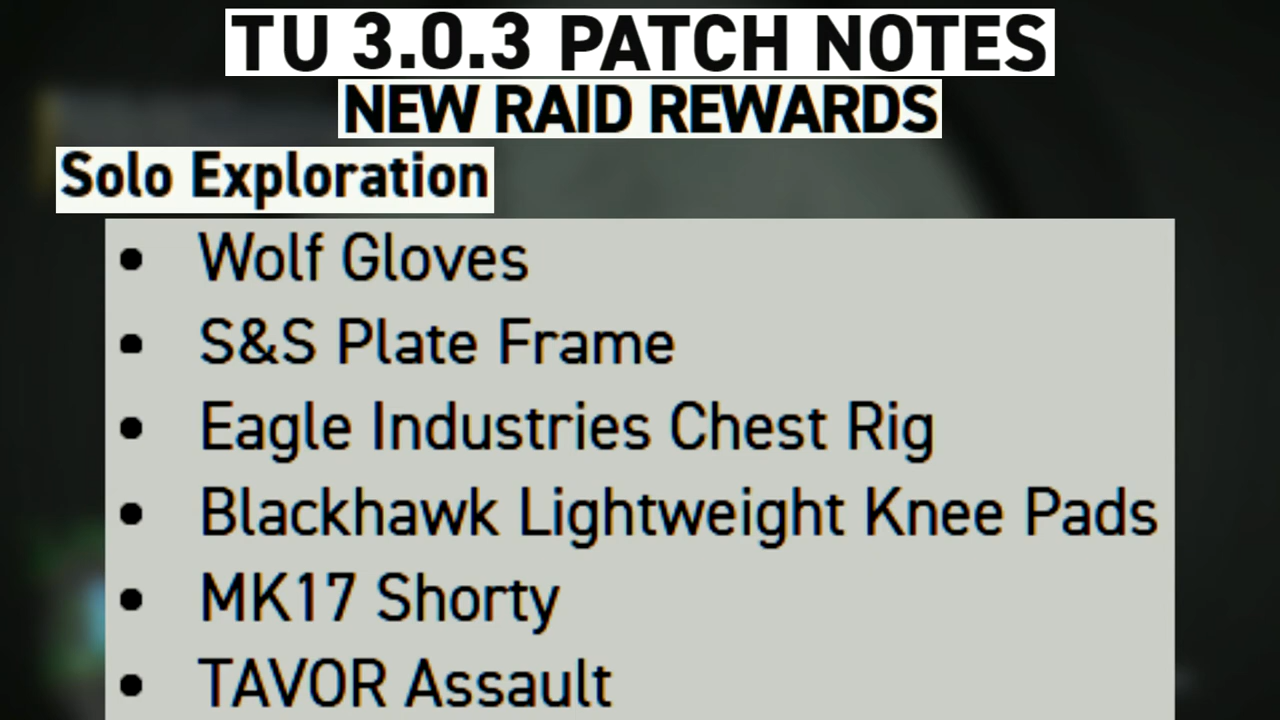 TU 3.0.3 PATCH NOTES
NEW RAID REWARDS
Solo Exploration
• Wolf Gloves
• S&S Plate Frame
• Eagle Industries Chest Rig
• Blackhawk Lightweight Knee Pads
• MK17 Shorty
• TAVOR Assault